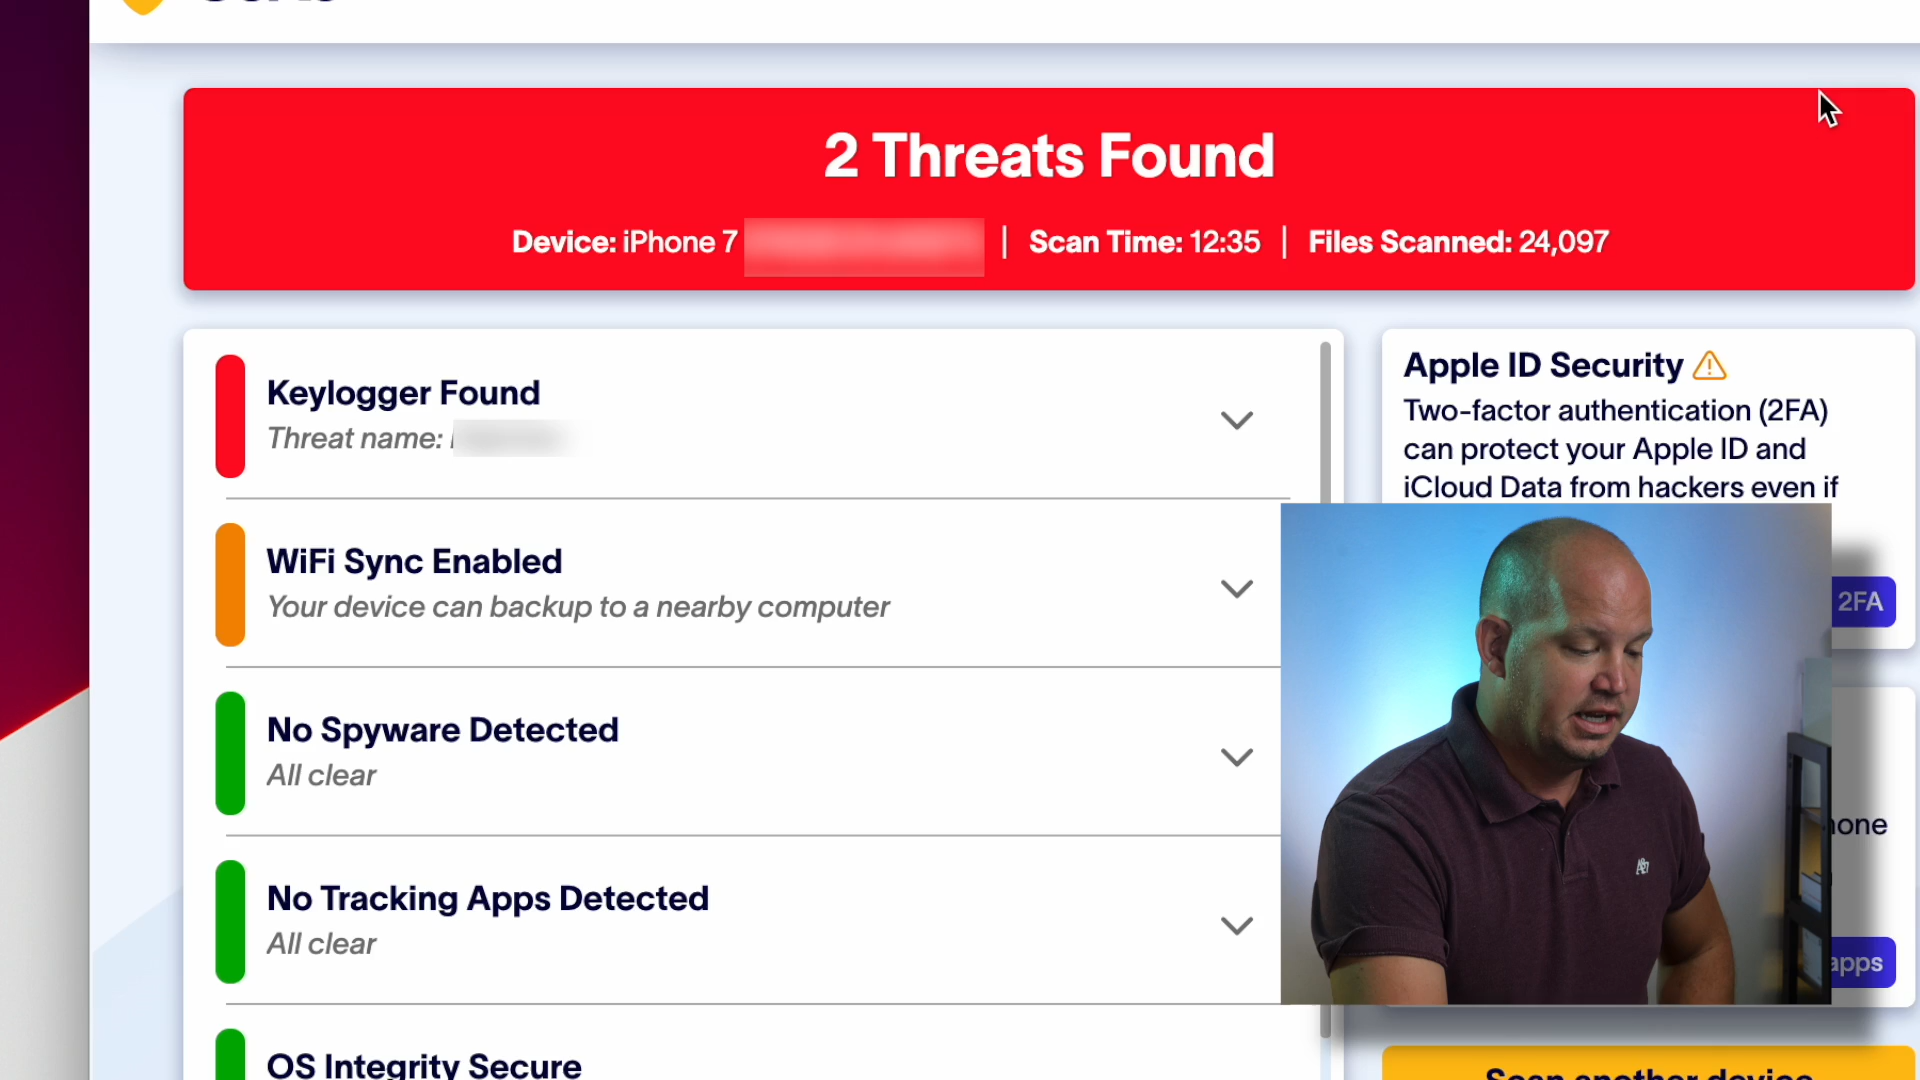 2 Threats Found
Device: iPhone 7 | Scan Time: 12:35 | Files Scanned: 24,097
Keylogger Found
Threat name:
WiFi Sync Enabled
Your device can backup to a nearby computer
No Spyware Detected
All clear
No Tracking Apps Detected
All clear
OS Integrity Secure
Apple ID Security
Two-factor authentication (2FA)
can protect your Apple ID and
iCloud Data from hackers even if
2FA
apps
Scan another device